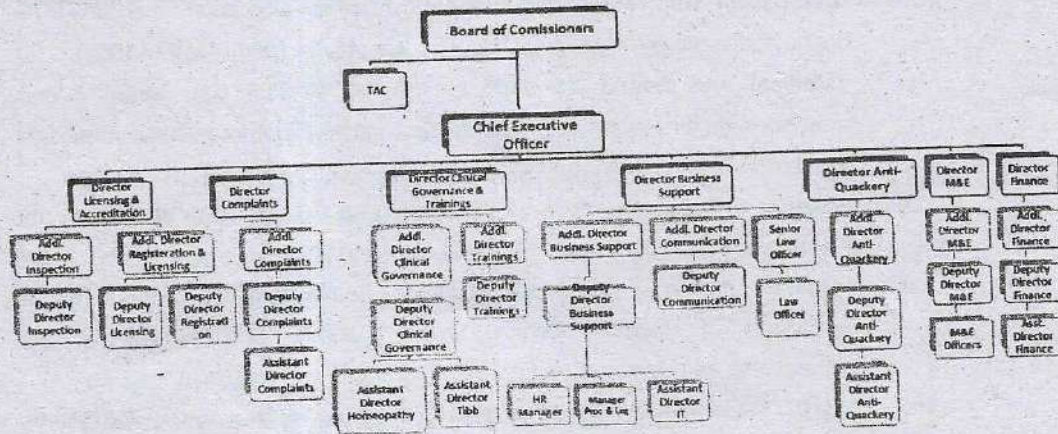 Board of Comissioners
TAC
Chief Executive
Officer
Director
Licensing &
Accreditation
Director
Complaints
Director Clinical
Governance &
Trainings
Director Business
Support
Director Anti-
Quackery
Director
M&E
Director
Finance
Addl.
Director
Inspection
Addl. Director
Registeration &
Licensing
Addl.
Director
Complaints
Addl.
Director
Clinical
Governance
Addl.
Director
Trainings
Addl. Director
Business Support
Addl. Director
Communication
Senior
Law
Officer
Addl.
Director
Anti-
Quackery
Addl.
Director
M&E
Addl.
Director
Finance
Deputy
Director
Inspection
Deputy
Director
Licensing
Deputy
Director
Registrati
on
Deputy
Director
Complaints
Deputy
Director
Clinical
Governance
Deputy
Director
Trainings
Deputy
Director
Business
Support
Deputy
Director
Communication
Law
Officer
Deputy
Director
Anti-
Quackery
Deputy
Director
M&E
Deputy
Director
Finance
Assistant
Director
Complaints
Assistant
Director
Homeopathy
Assistant
Director
Tibb
HR
Manager
Manager
Proc & Log
Assistant
Director
IT
Assistant
Director
Anti-
Quackery
M&E
Officers
Asst.
Director
Finance